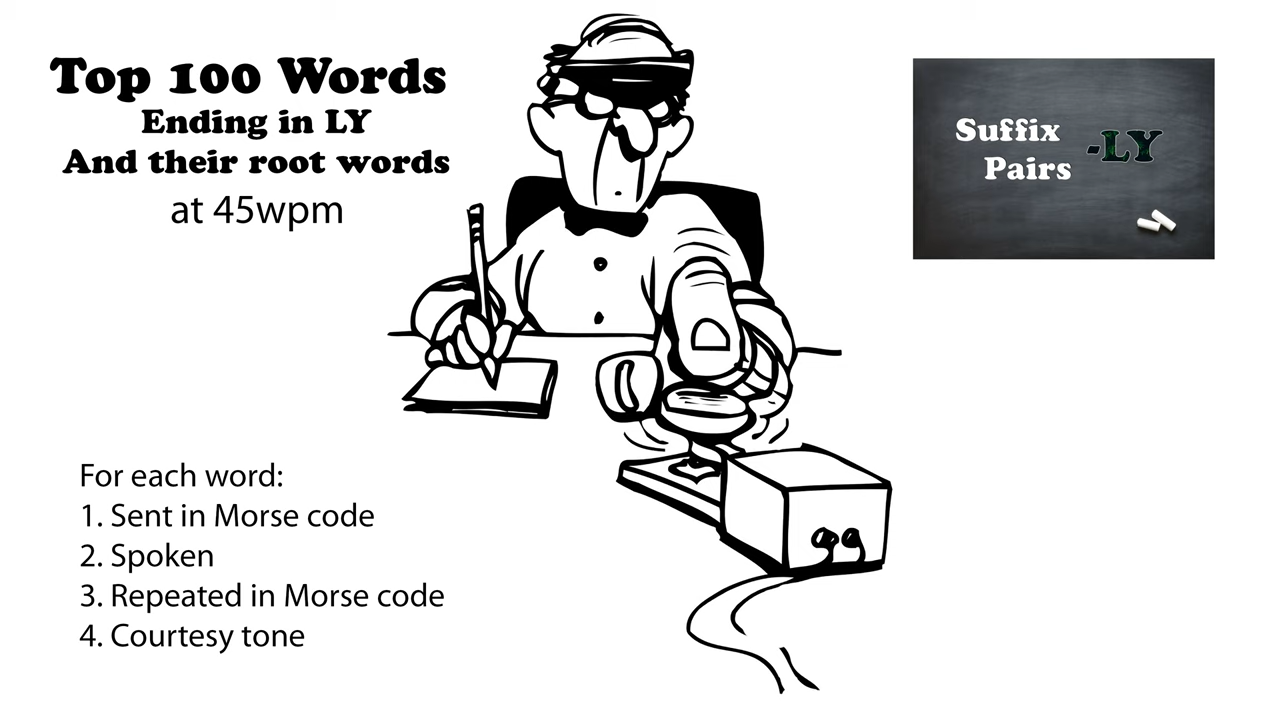 Top 100 Words
Ending in LY
And their root words
at 45wpm
Suffix
Pairs
-LY
For each word:
1. Sent in Morse code
2. Spoken
3. Repeated in Morse code
4. Courtesy tone